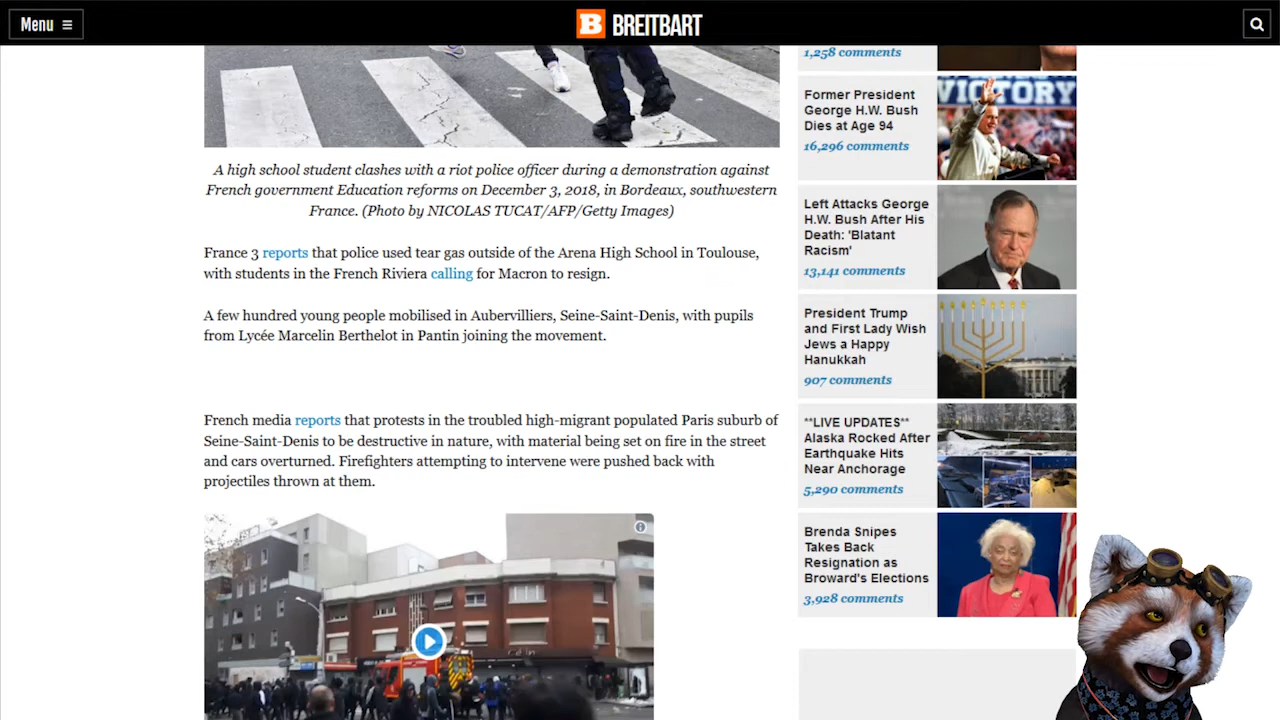 Menu
BREITBART
A high school student clashes with a riot police officer during a demonstration against
French government Education reforms on December 3, 2018, in Bordeaux, southwestern
France. (Photo by NICOLAS TUCAT/AFP/Getty Images)
France 3 reports that police used tear gas outside of the Arena High School in Toulouse,
with students in the French Riviera calling for Macron to resign.
A few hundred young people mobilised in Aubervilliers, Seine-Saint-Denis, with pupils
from Lycée Marcelin Berthelot in Pantin joining the movement.
French media reports that protests in the troubled high-migrant populated Paris suburb of
Seine-Saint-Denis to be destructive in nature, with material being set on fire in the street
and cars overturned. Firefighters attempting to intervene were pushed back with
projectiles thrown at them.
1,258 comments
Former President
George H.W. Bush
Dies at Age 94
16,296 comments
VICTORY
Left Attacks George
H.W. Bush After His
Death: 'Blatant
Racism'
13,141 comments
President Trump
and First Lady Wish
Jews a Happy
Hanukkah
907 comments
**LIVE UPDATES**
Alaska Rocked After
Earthquake Hits
Near Anchorage
5,290 comments
Brenda Snipes
Takes Back
Resignation as
Broward's Elections
3,928 comments